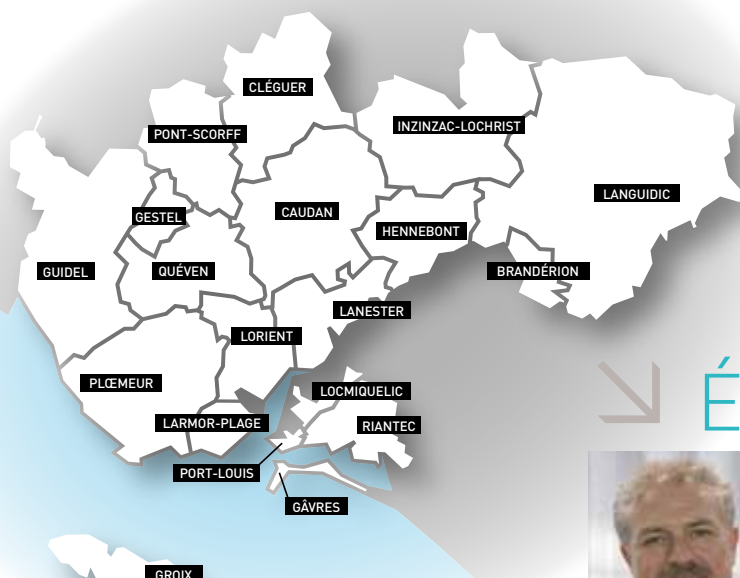 CLÉGUER
PONT-SCORFF
INZINZAC-LOCHRIST
LANGUIDIC
GESTEL
CAUDAN
HENNEBONT
GUIDEL
QUÉVEN
BRANDÉRION
LANESTER
LORIENT
PLŒMEUR
LOCMIQUELIC
É
LARMOR-PLAGE
RIANTEC
PORT-LOUIS
GÂVRES
GROIX